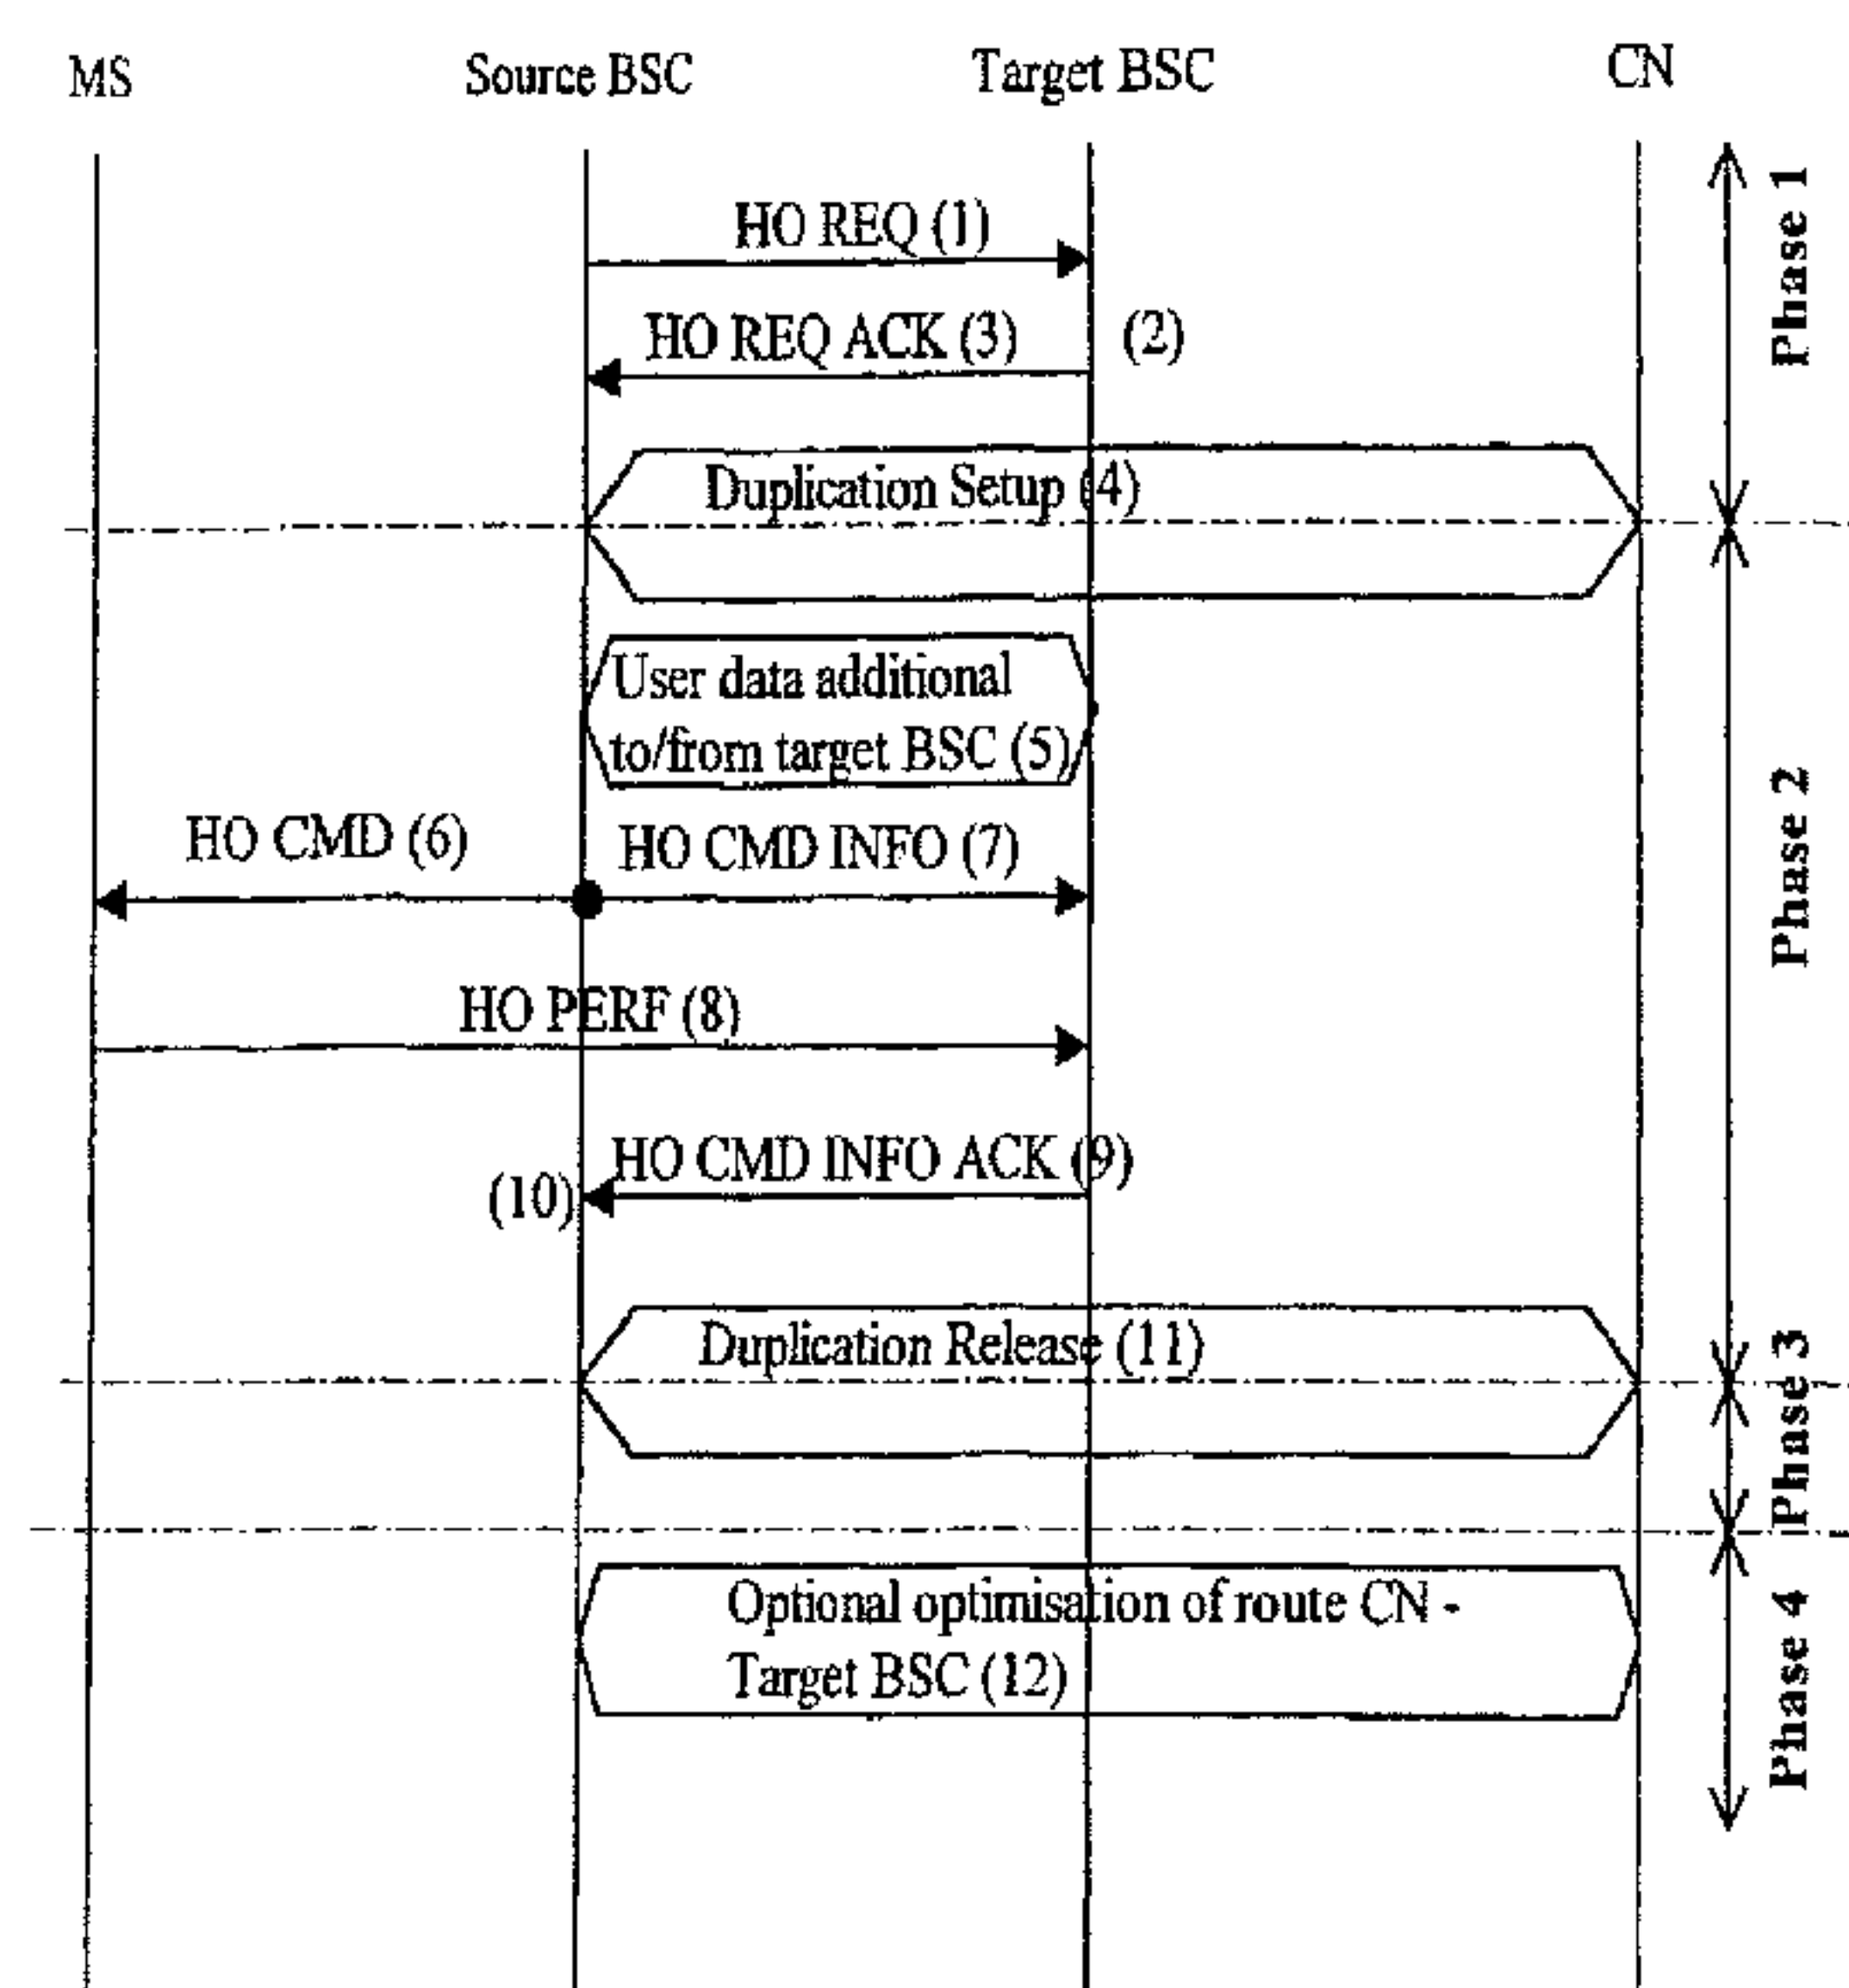 MS
Source BSC
Target BSC
CN
HO REQ (1)
HO REQ ACK (3)
(2)
Phase 1
Duplication Setup (4)
User data additional
to/from target BSC (5)
HO CMD (6)
HO CMD INFO (7)
Phase 2
HO PERF (8)
HO CMD INFO ACK (9)
(10)
Duplication Release (11)
Phase 3
Optional optimisation of route CN -
Target BSC (12)
Phase 4